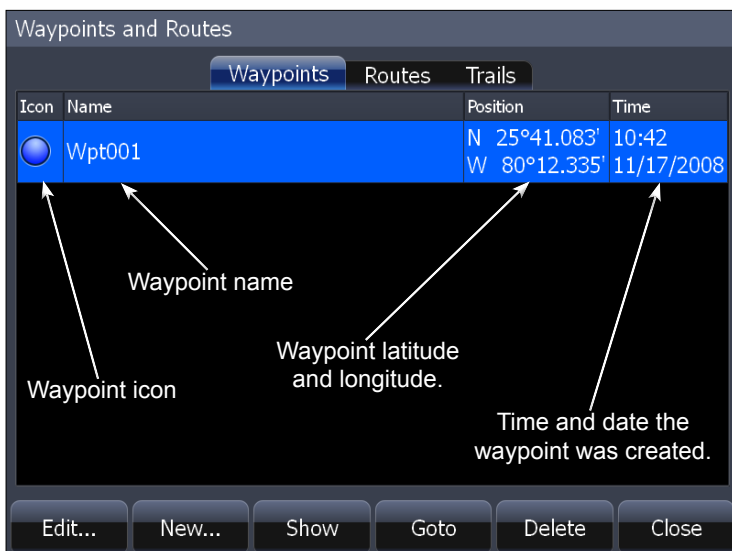 Waypoints and Routes
Waypoints Routes Trails
Icon Name Position Time
Wpt001 N 25°41.083' 10:42
W 80°12.335' 11/17/2008
Waypoint name
Waypoint latitude
and longitude.
Waypoint icon
Time and date the
waypoint was created.
Edit... New... Show Goto Delete Close